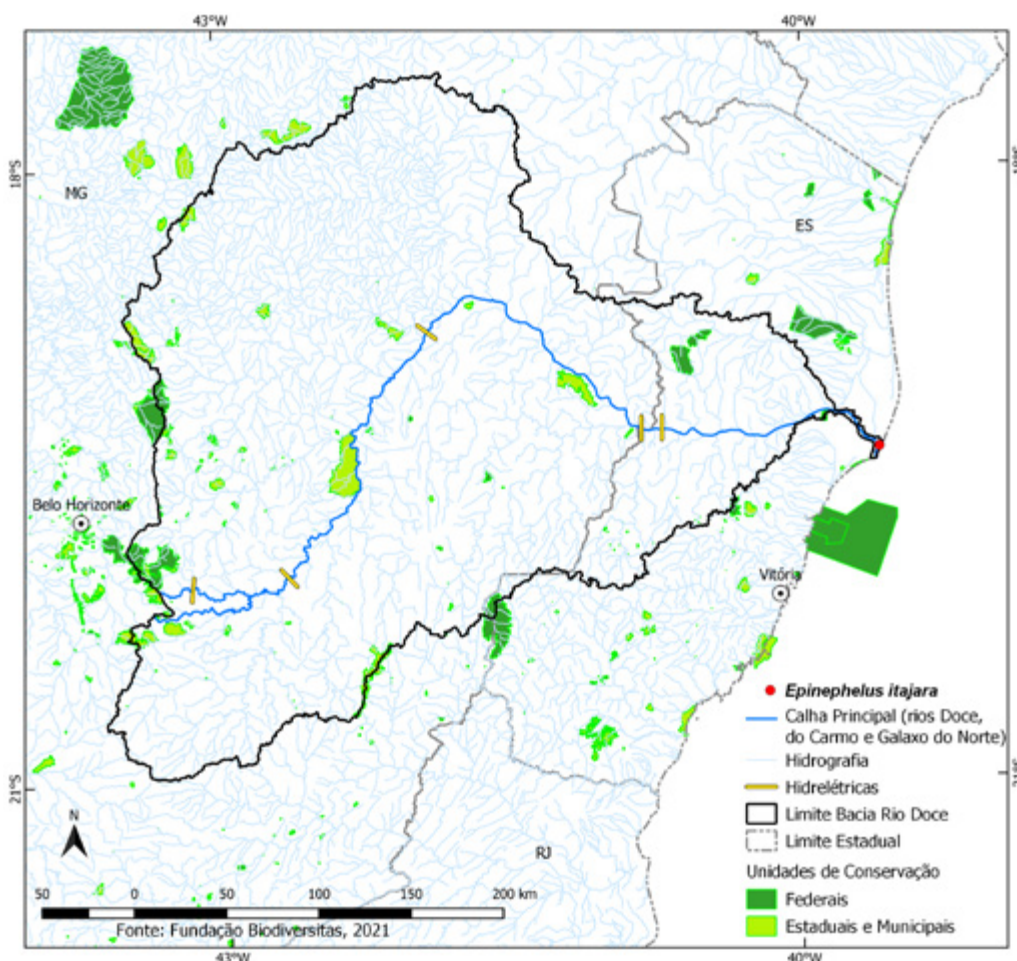 43°W
40°W
18°S
18°S
MG
ES
Belo Horizonte
Vitória
Epinephelus itajara
Calha Principal (rios Doce,
do Carmo e Galaxo do Norte)
Hidrografia
Hidrelétricas
Limite Bacia Rio Doce
Limite Estadual
Unidades de Conservação
Federais
Estaduais e Municipais
21°S
21°S
N
RJ
50 0 50 100 150 200 km
Fonte: Fundação Biodiversitas, 2021
43°W
40°W